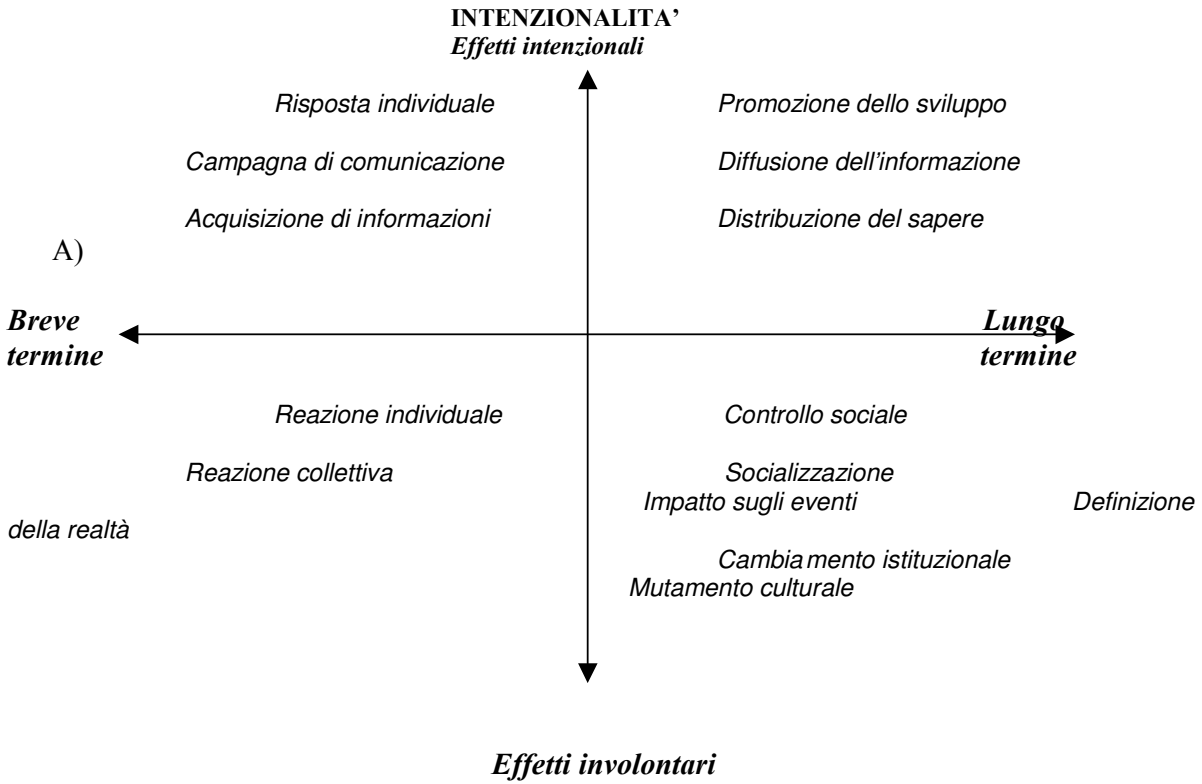 INTENZIONALITA’
Effetti intenzionali
Risposta individuale Promozione dello sviluppo
Campagna di comunicazione Diffusione dell’informazione
Acquisizione di informazioni Distribuzione del sapere
A)
Breve Lungo
termine termine
Reazione individuale Controllo sociale
Reazione collettiva Socializzazione
Impatto sugli eventi Definizione
della realtà
Cambiamento istituzionale
Mutamento culturale
Effetti involontari